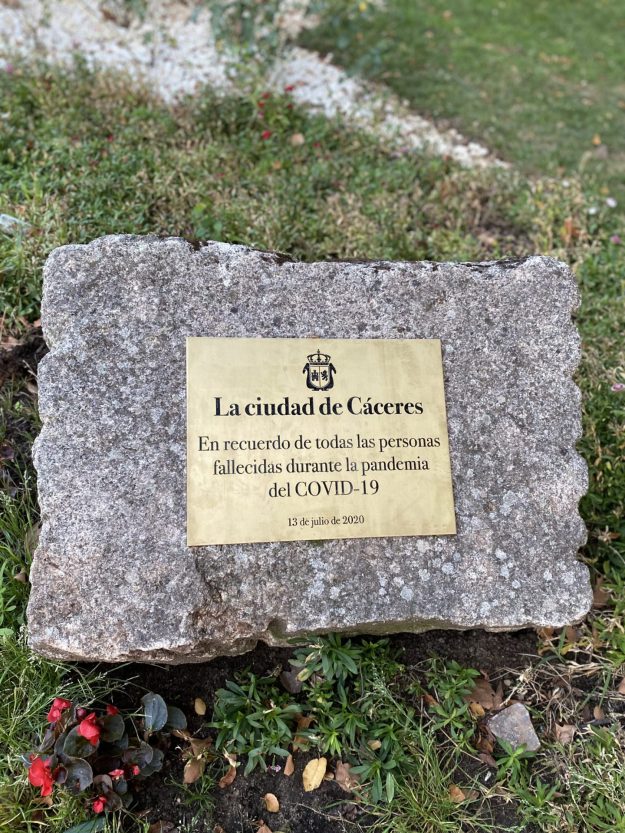 La ciudad de Cáceres
En recuerdo de todas las personas
fallecidas durante la pandemia
del COVID-19
13 de julio de 2020